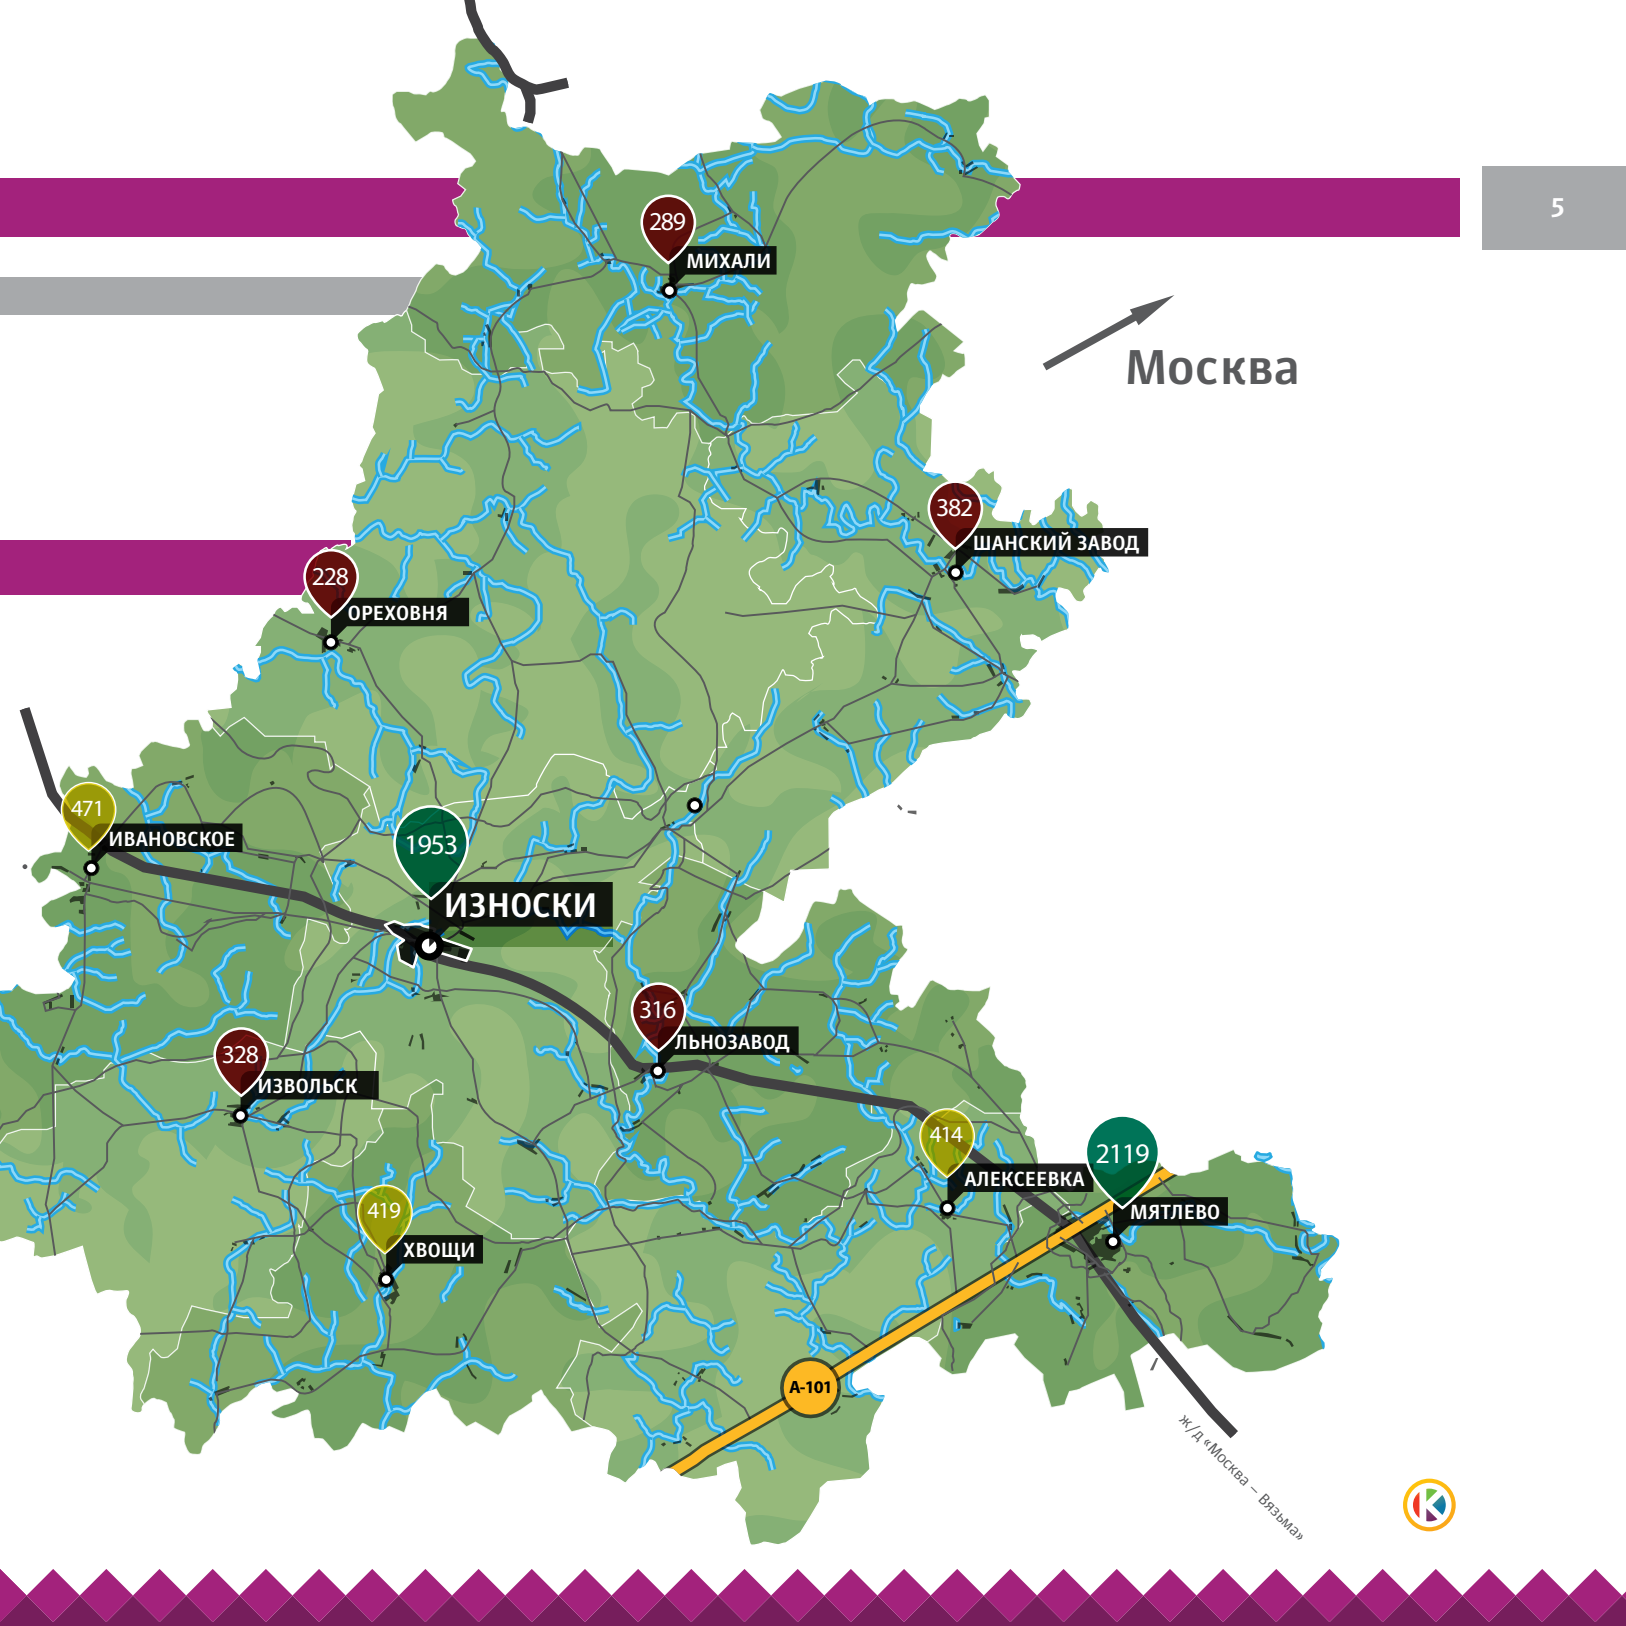 5
289
МИХАЛИ
Москва
382
ШАНСКИЙ ЗАВОД
228
ОРЕХОВНЯ
471
ИВАНОВСКОЕ
1953
ИЗНОСКИ
316
ЛЬНОЗАВОД
328
ИЗВОЛЬСК
414
АЛЕКСЕЕВКА
2119
МЯТЛЕВО
419
ХВОЩИ
А-101
ж/д «Москва – Вязьма»
К